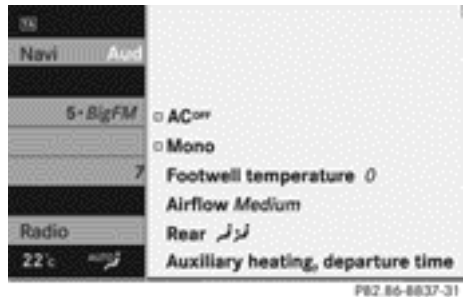 TA
Navi Aud
5•BigFM
AC OFF
Mono
7
Footwell temperature 0
Airflow Medium
Radio
Rear
22°c AUTO
Auxiliary heating, departure time
P82.86-8837-31